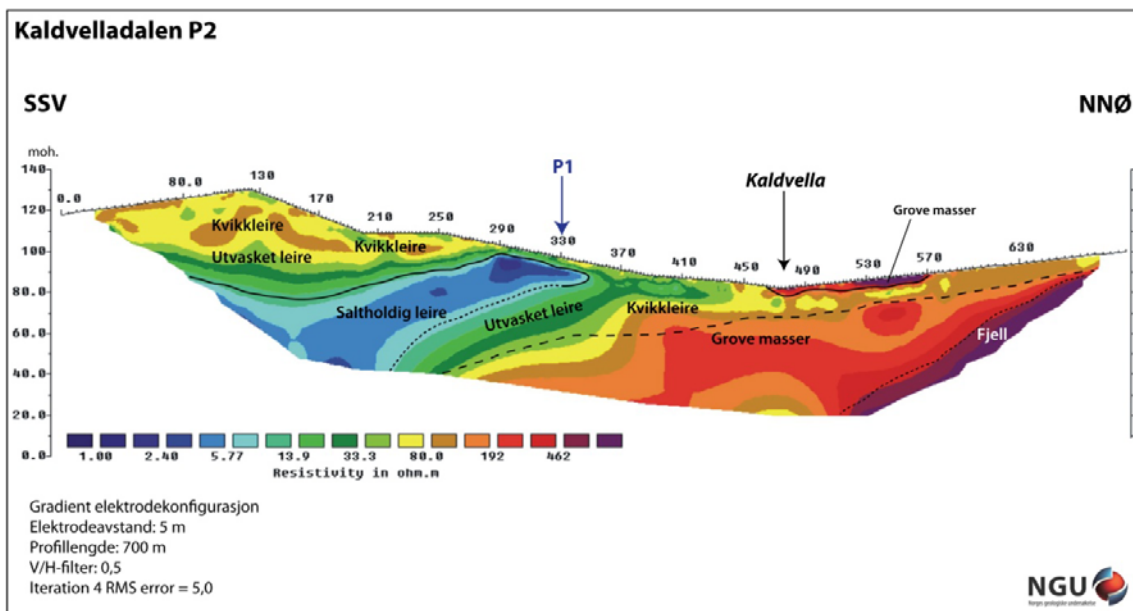 Kaldvelladalen P2
SSV
NNØ
moh.
P1
Kaldvella
Grove masser
140
120
100
80.0
60.0
40.0
20.0
0.0
0.0
80.0
130
170
210
250
290
330
370
410
450
490
530
570
630
Kvikkleire
Kvikkleire
Utvasket leire
Saltholdig leire
Utvasket leire
Kvikkleire
Grove masser
Fjell
1.00 2.40 5.77 13.9 33.3 80.0 192 462
Resistivity in ohm.m
Gradient elektrodekonfigurasjon
Elektrodeavstand: 5 m
Profillengde: 700 m
V/H-filter: 0,5
Iteration 4 RMS error = 5,0
NGU
Norges geologiske undersøkelse